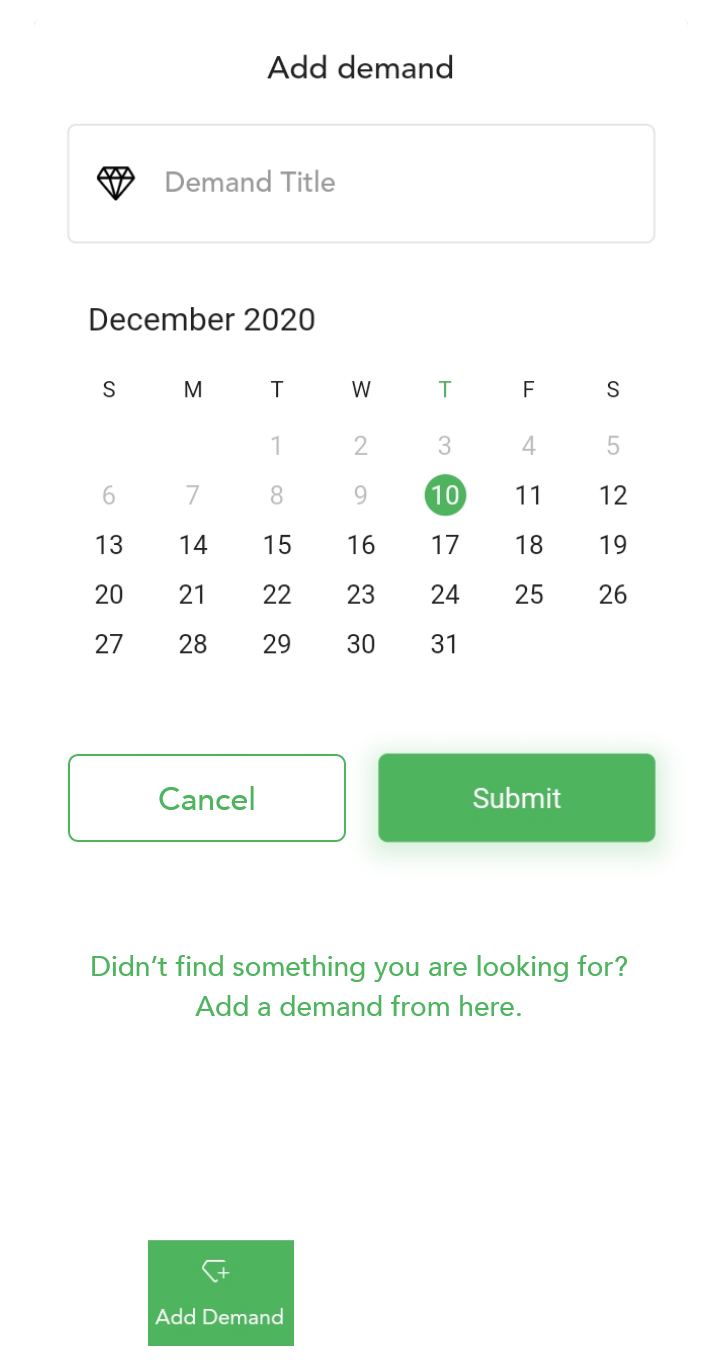 Add demand
Demand Title
December 2020
S M T W T F S
1 2 3 4 5
6 7 8 9 10 11 12
13 14 15 16 17 18 19
20 21 22 23 24 25 26
27 28 29 30 31
Cancel Submit
Didn’t find something you are looking for?
Add a demand from here.
Add Demand